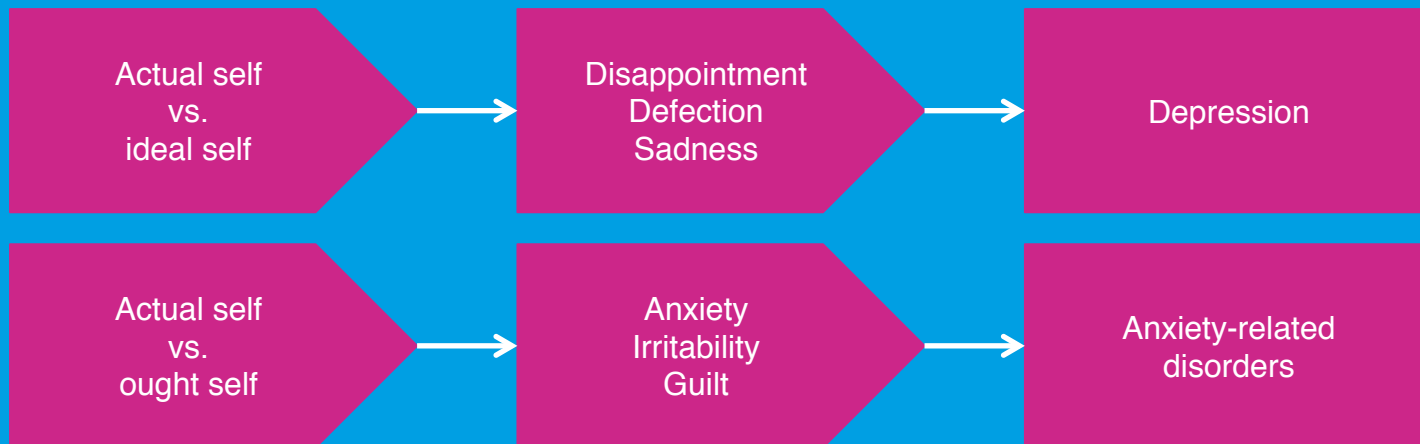 Actual self
vs.
ideal self
Disappointment
Defection
Sadness
Depression
Actual self
vs.
ought self
Anxiety
Irritability
Guilt
Anxiety-related
disorders